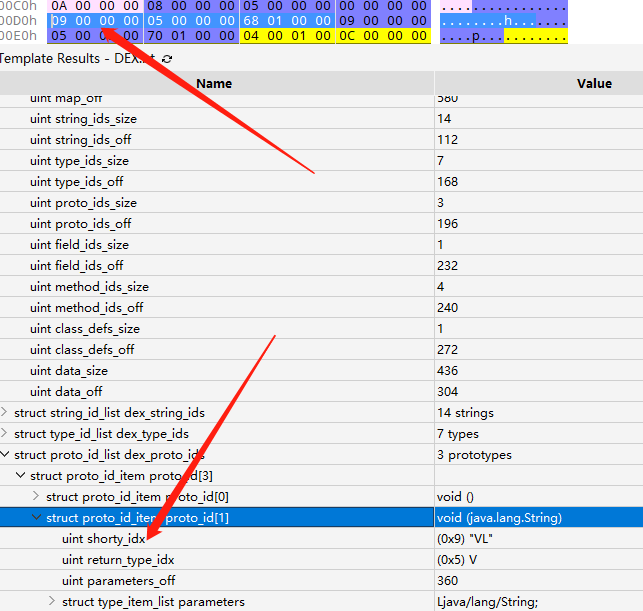 00C0h 0A 00 00 00 08 00 00 00 05 00 00 00 00 00 00 00 ................
00D0h 09 00 00 00 05 00 00 00 68 01 00 00 09 00 00 00 ........h.......
00E0h 05 00 00 00 70 01 00 00 04 00 01 00 0C 00 00 00 ....p...........
Template Results - DEX.bt
Name Value
uint map_off 580
uint string_ids_size 14
uint string_ids_off 112
uint type_ids_size 7
uint type_ids_off 168
uint proto_ids_size 3
uint proto_ids_off 196
uint field_ids_size 1
uint field_ids_off 232
uint method_ids_size 4
uint method_ids_off 240
uint class_defs_size 1
uint class_defs_off 272
uint data_size 436
uint data_off 304
struct string_id_list dex_string_ids 14 strings
struct type_id_list dex_type_ids 7 types
struct proto_id_list dex_proto_ids 3 prototypes
struct proto_id_item proto_id[3]
struct proto_id_item proto_id[0] void ()
struct proto_id_item proto_id[1] void (java.lang.String)
uint shorty_idx (0x9) "VL"
uint return_type_idx (0x5) V
uint parameters_off 360
struct type_item_list parameters Ljava/lang/String;